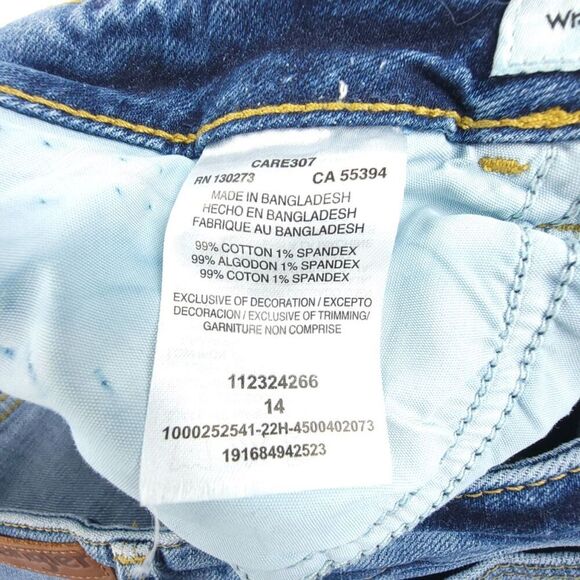 Wr
CARE307
RN 130273 CA 55394
MADE IN BANGLADESH
HECHO EN BANGLADESH
FABRIQUE AU BANGLADESH
99% COTTON 1% SPANDEX
99% ALGODON 1% SPANDEX
99% COTON 1% SPANDEX
EXCLUSIVE OF DECORATION / EXCEPTO
DECORACION / EXCLUSIVE OF TRIMMING/
GARNITURE NON COMPRISE
112324266
14
1000252541-22H-4500402073
191684942523